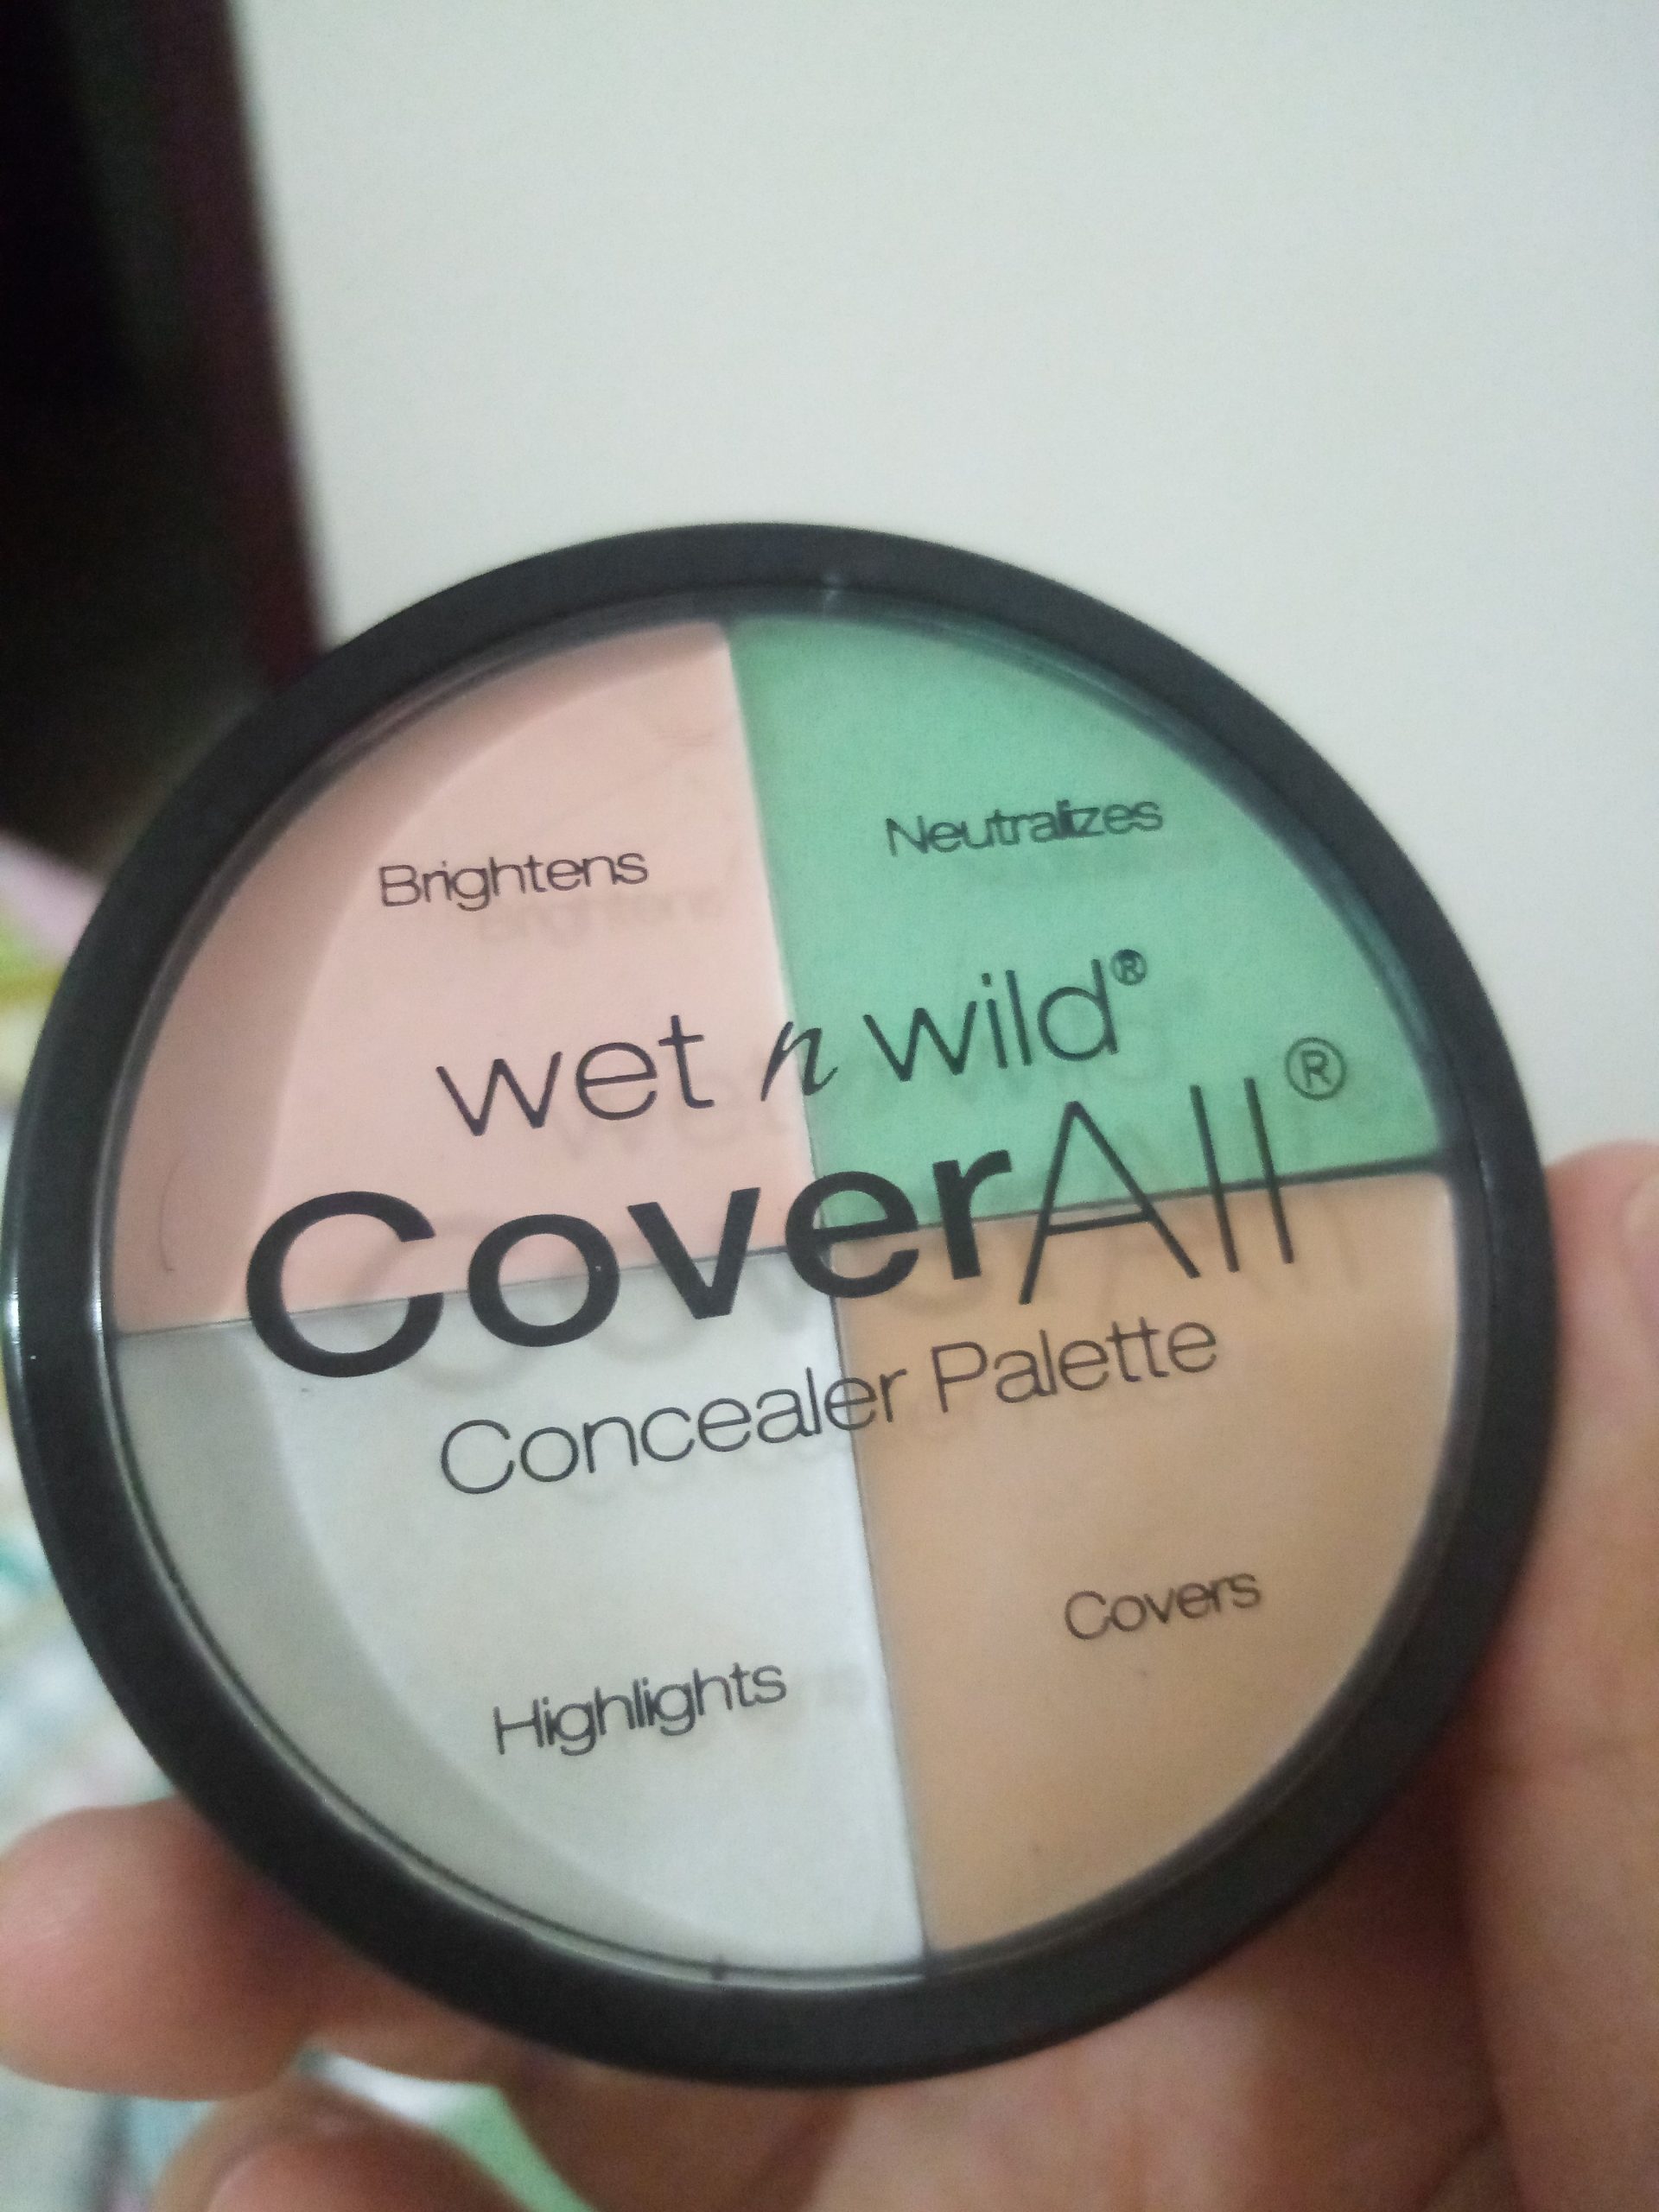 Brightens
Neutralizes
wet n wild®
CoverAll®
Concealer Palette
Covers
Highlights